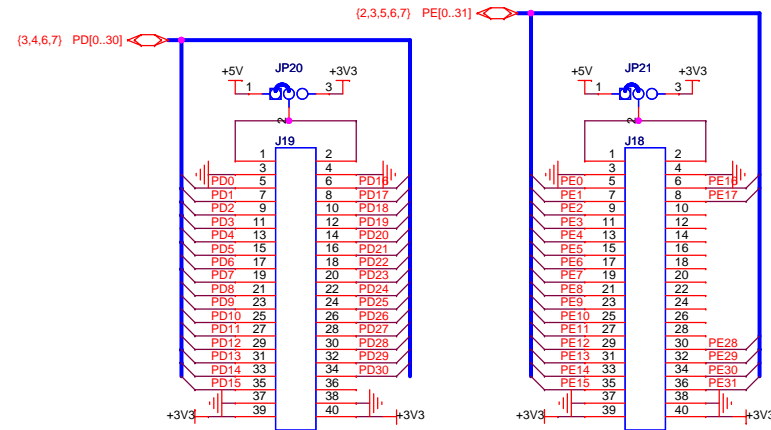 {2,3,5,6,7} PE[0..31]
{3,4,6,7} PD[0..30]
+5V JP20 +3V3
1 3
2
J19
1 2
3 4
PD0 5 6 PD16
PD1 7 8 PD17
PD2 9 10 PD18
PD3 11 12 PD19
PD4 13 14 PD20
PD5 15 16 PD21
PD6 17 18 PD22
PD7 19 20 PD23
PD8 21 22 PD24
PD9 23 24 PD25
PD10 25 26 PD26
PD11 27 28 PD27
PD12 29 30 PD28
PD13 31 32 PD29
PD14 33 34 PD30
PD15 35 36
37 38
+3V3 39 40 +3V3
+5V JP21 +3V3
1 3
2
J18
1 2
3 4
PE0 5 6 PE16
PE1 7 8 PE17
PE2 9 10
PE3 11 12
PE4 13 14
PE5 15 16
PE6 17 18
PE7 19 20
PE8 21 22
PE9 23 24
PE10 25 26
PE11 27 28
PE12 29 30 PE28
PE13 31 32 PE29
PE14 33 34 PE30
PE15 35 36 PE31
37 38
+3V3 39 40 +3V3